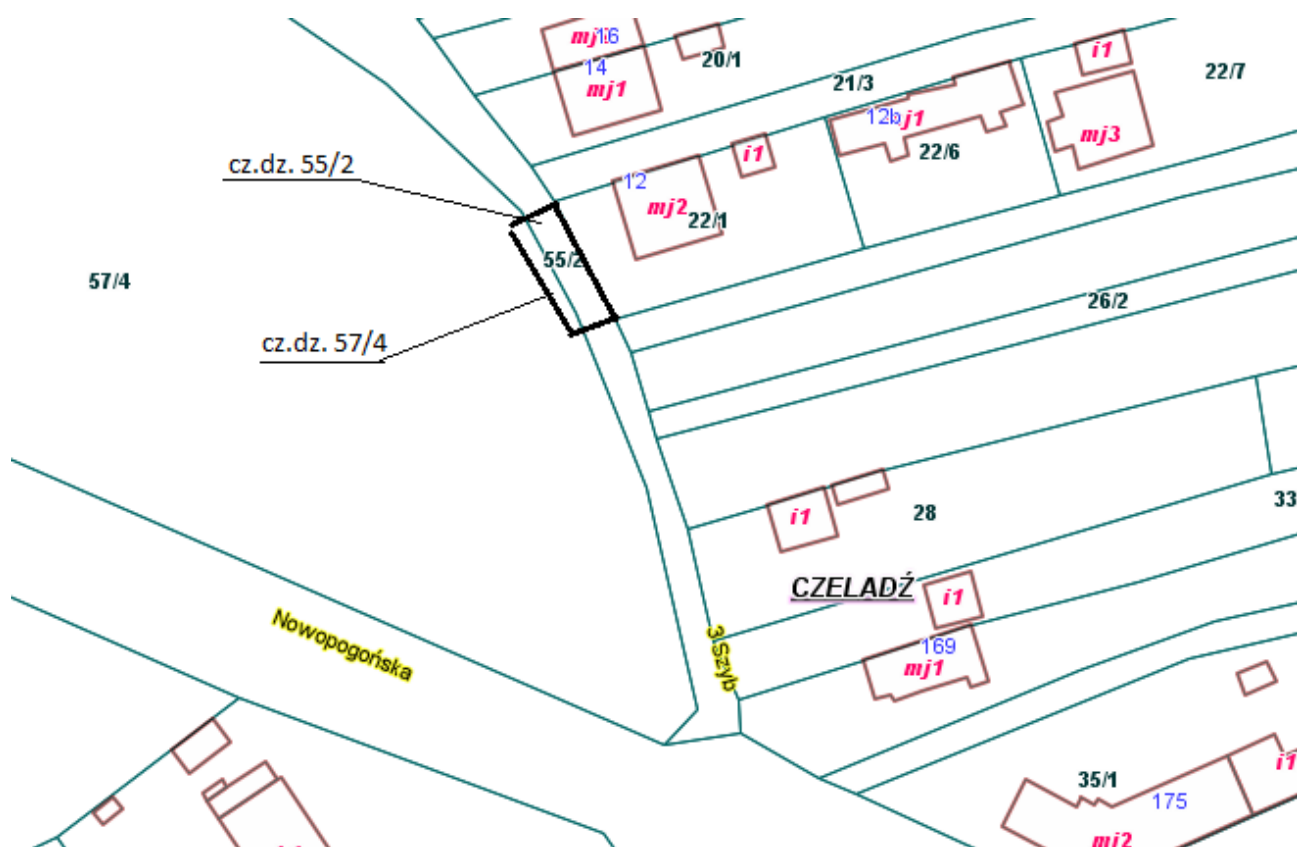 16
14
mj1
20/1
21/3
i1
22/7
12b
j1
mj3
22/6
i1
cz.dz. 55/2
12
mj2
22/1
55/2
57/4
26/2
cz.dz. 57/4
i1
28
33
CZELADŹ
i1
Nowopogońska
3 Szyb
169
mj1
35/1
175
i1
mj2